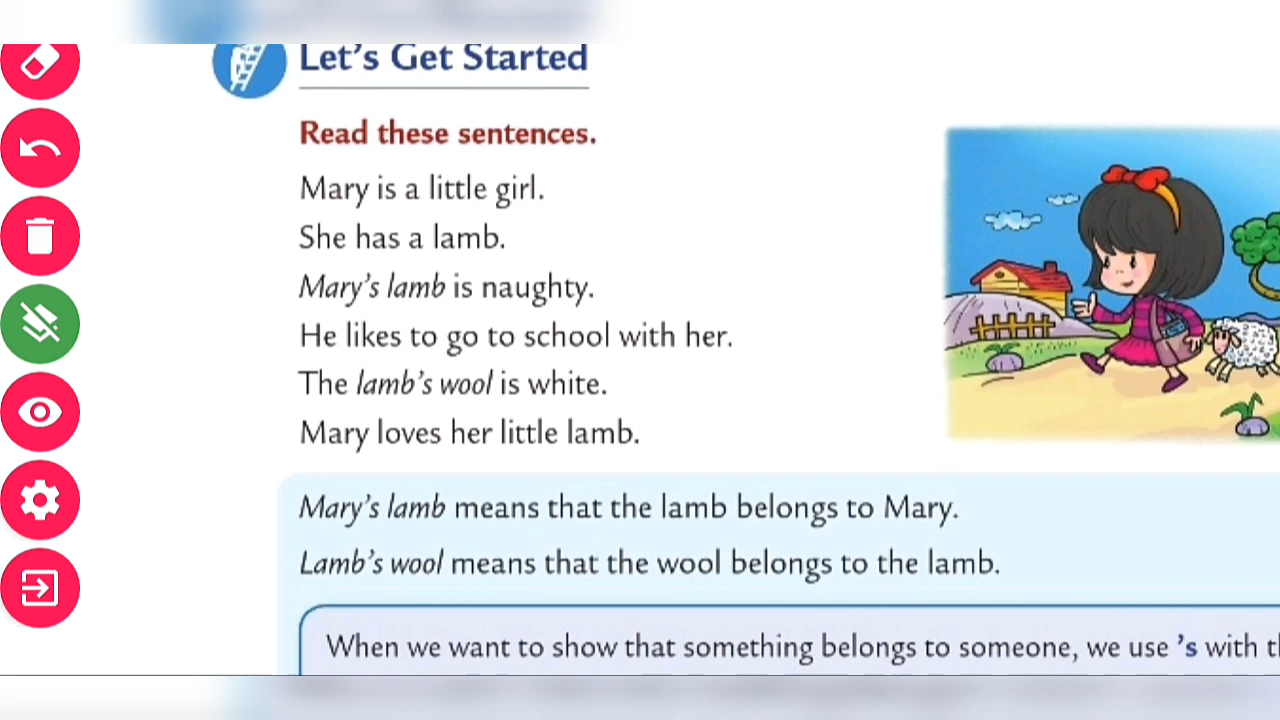 Let's Get Started
Read these sentences.
Mary is a little girl.
She has a lamb.
Mary's lamb is naughty.
He likes to go to school with her.
The lamb's wool is white.
Mary loves her little lamb.
Mary's lamb means that the lamb belongs to Mary.
Lamb's wool means that the wool belongs to the lamb.
When we want to show that something belongs to someone, we use 's with